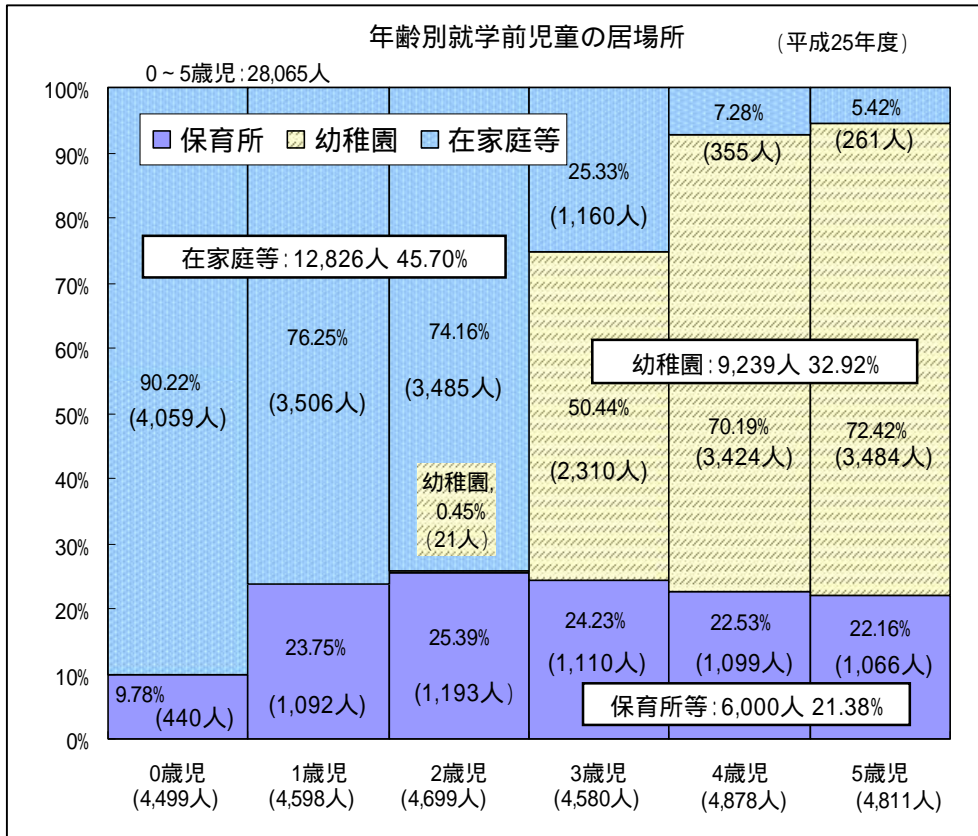 年齢別就学前児童の居場所
(平成25年度)
0~5歳児:28,065人
100%
90%
80%
70%
60%
50%
40%
30%
20%
10%
0%
保育所 幼稚園 在家庭等
在家庭等:12,826人 45.70%
幼稚園:9,239人 32.92%
保育所等:6,000人 21.38%
90.22%
(4,059人)
9.78%
(440人)
76.25%
(3,506人)
23.75%
(1,092人)
74.16%
(3,485人)
幼稚園,
0.45%
(21人)
25.39%
(1,193人)
25.33%
(1,160人)
50.44%
(2,310人)
24.23%
(1,110人)
7.28%
(355人)
70.19%
(3,424人)
22.53%
(1,099人)
5.42%
(261人)
72.42%
(3,484人)
22.16%
(1,066人)
0歳児
(4,499人)
1歳児
(4,598人)
2歳児
(4,699人)
3歳児
(4,580人)
4歳児
(4,878人)
5歳児
(4,811人)